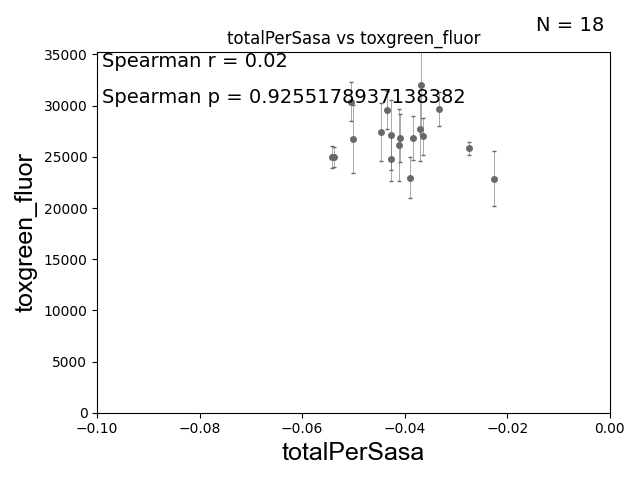 N = 18
totalPerSasa vs toxgreen_fluor
Spearman r = 0.02
Spearman p = 0.9255178937138382
35000
30000
25000
20000
15000
10000
5000
0
toxgreen_fluor
−0.10 −0.08 −0.06 −0.04 −0.02 0.00
totalPerSasa